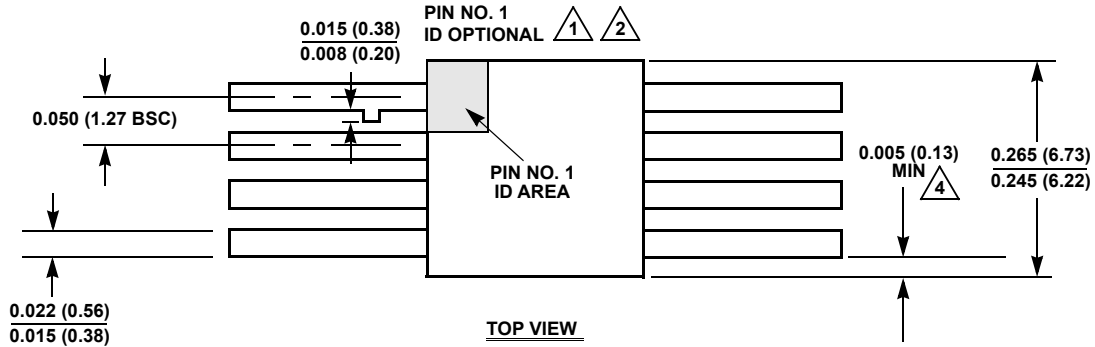 PIN NO. 1
ID OPTIONAL 1 2
0.015 (0.38)
0.008 (0.20)
0.050 (1.27 BSC)
PIN NO. 1
ID AREA
0.005 (0.13)
MIN 4
0.265 (6.73)
0.245 (6.22)
0.022 (0.56)
0.015 (0.38)
TOP VIEW